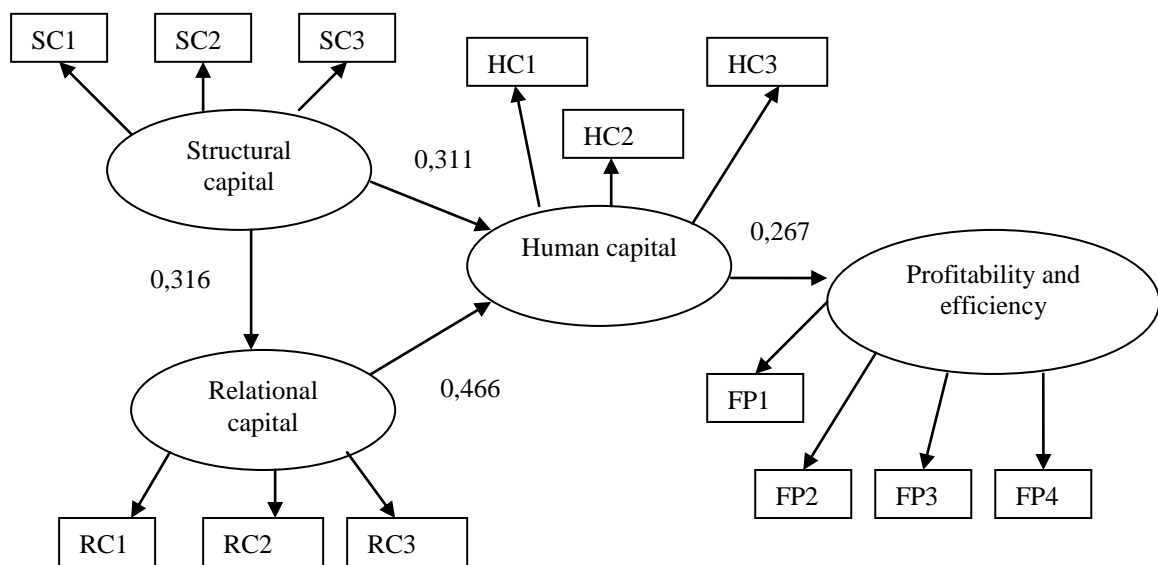 SC1
SC2
SC3
HC1
HC3
HC2
Structural
capital
0,311
Human capital
0,267
0,316
Profitability and
efficiency
Relational
capital
0,466
FP1
FP2
FP3
FP4
RC1
RC2
RC3